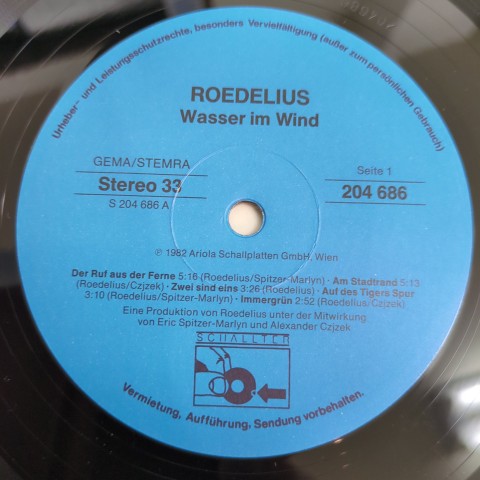 Urheber- und Leistungsschutzrechte, besonders Vervielfältigung (außer zum persönlichen Gebrauch)
ROEDELIUS
Wasser im Wind
GEMA/STEMRA
Stereo 33
S 204 686 A
Seite 1
204 686
℗ 1982 Ariola Schallplatten GmbH, Wien
Der Ruf aus der Ferne 5:16 (Roedelius/Spitzer-Marlyn) · Am Stadtrand 5:13
(Roedelius/Czjzek) · Zwei sind eins 3:26 (Roedelius) · Auf des Tigers Spur
3:10 (Roedelius/Spitzer-Marlyn) · Immergrün 2:52 (Roedelius/Czjzek)
Eine Produktion von Roedelius unter der Mitwirkung
von Eric Spitzer-Marlyn und Alexander Czjzek
SCHALLTER
Vermietung, Aufführung, Sendung vorbehalten.